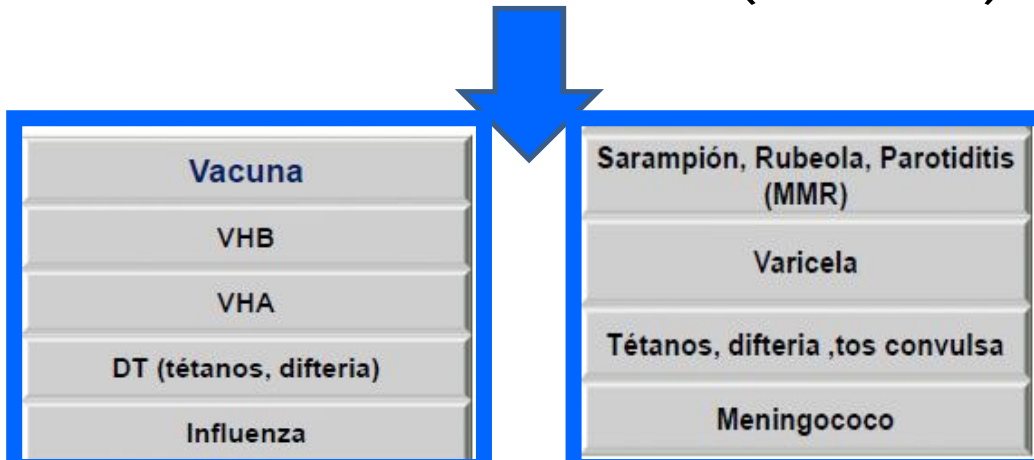 Vacuna
VHB
VHA
DT (tétanos, difteria)
Influenza
Sarampión, Rubeola, Parotiditis
(MMR)
Varicela
Tétanos, difteria ,tos convulsa
Meningococo